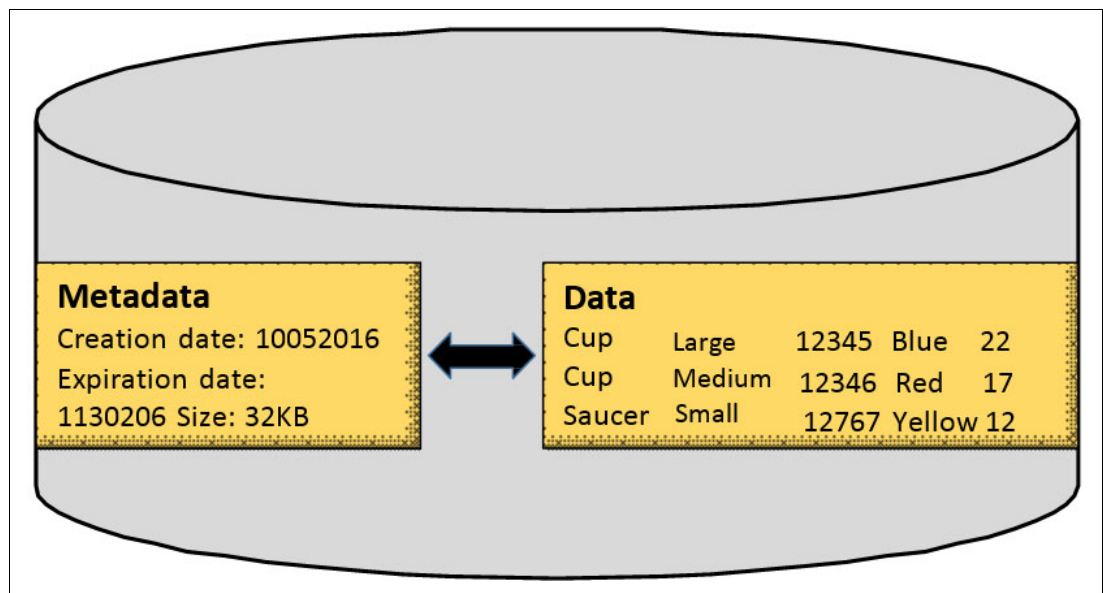 Metadata
Creation date: 10052016
Expiration date:
1130206 Size: 32KB
Data
Cup Large 12345 Blue 22
Cup Medium 12346 Red 17
Saucer Small 12767 Yellow 12